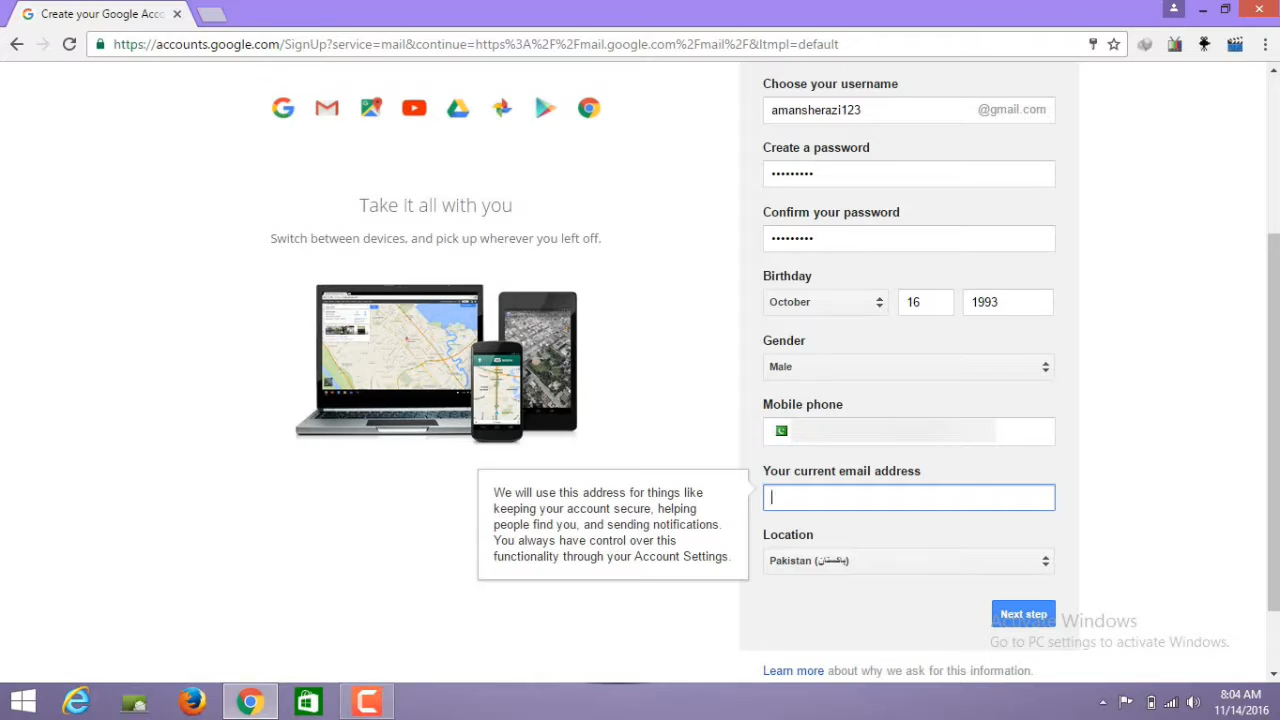 Create your Google Acco
https://accounts.google.com/SignUp?service=mail&continue=https%3A%2F%2Fmail.google.com%2Fmail%2F&ltmpl=default
Take it all with you
Switch between devices, and pick up wherever you left off.
Choose your username
amansherazi123 @gmail.com
Create a password
•••••••••
Confirm your password
•••••••••
Birthday
October 16 1993
Gender
Male
Mobile phone
Your current email address
We will use this address for things like
keeping your account secure, helping
people find you, and sending notifications.
You always have control over this
functionality through your Account Settings.
Location
Pakistan (پاکستان)
Next step
Activate Windows
Go to PC settings to activate Windows.
Learn more about why we ask for this information.
8:04 AM
11/14/2016